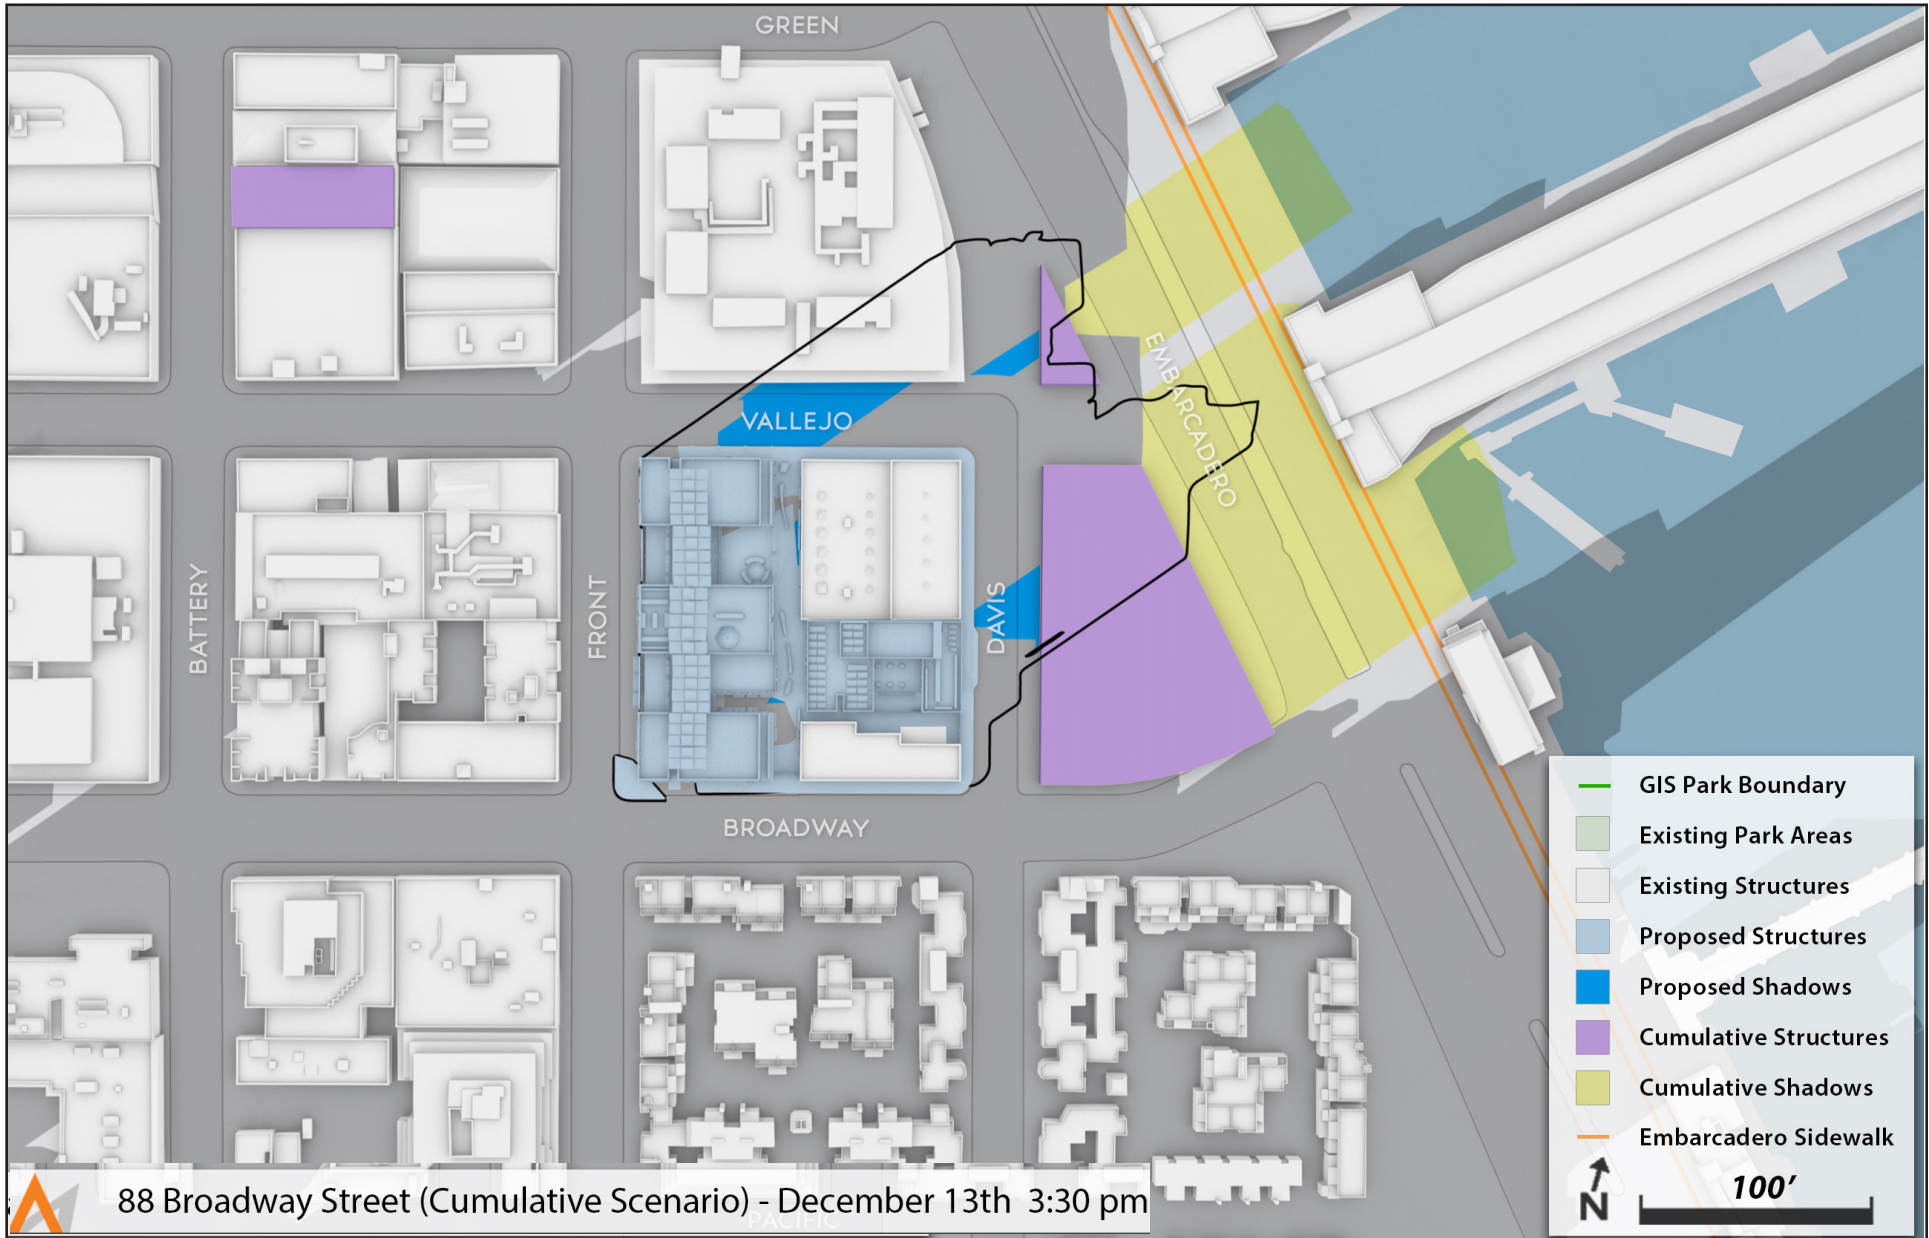 GREEN
EMBARCADERO
VALLEJO
BATTERY
FRONT
DAVIS
BROADWAY
GIS Park Boundary
Existing Park Areas
Existing Structures
Proposed Structures
Proposed Shadows
Cumulative Structures
Cumulative Shadows
Embarcadero Sidewalk
N
100’
88 Broadway Street (Cumulative Scenario) - December 13th 3:30 pm
PACIFIC